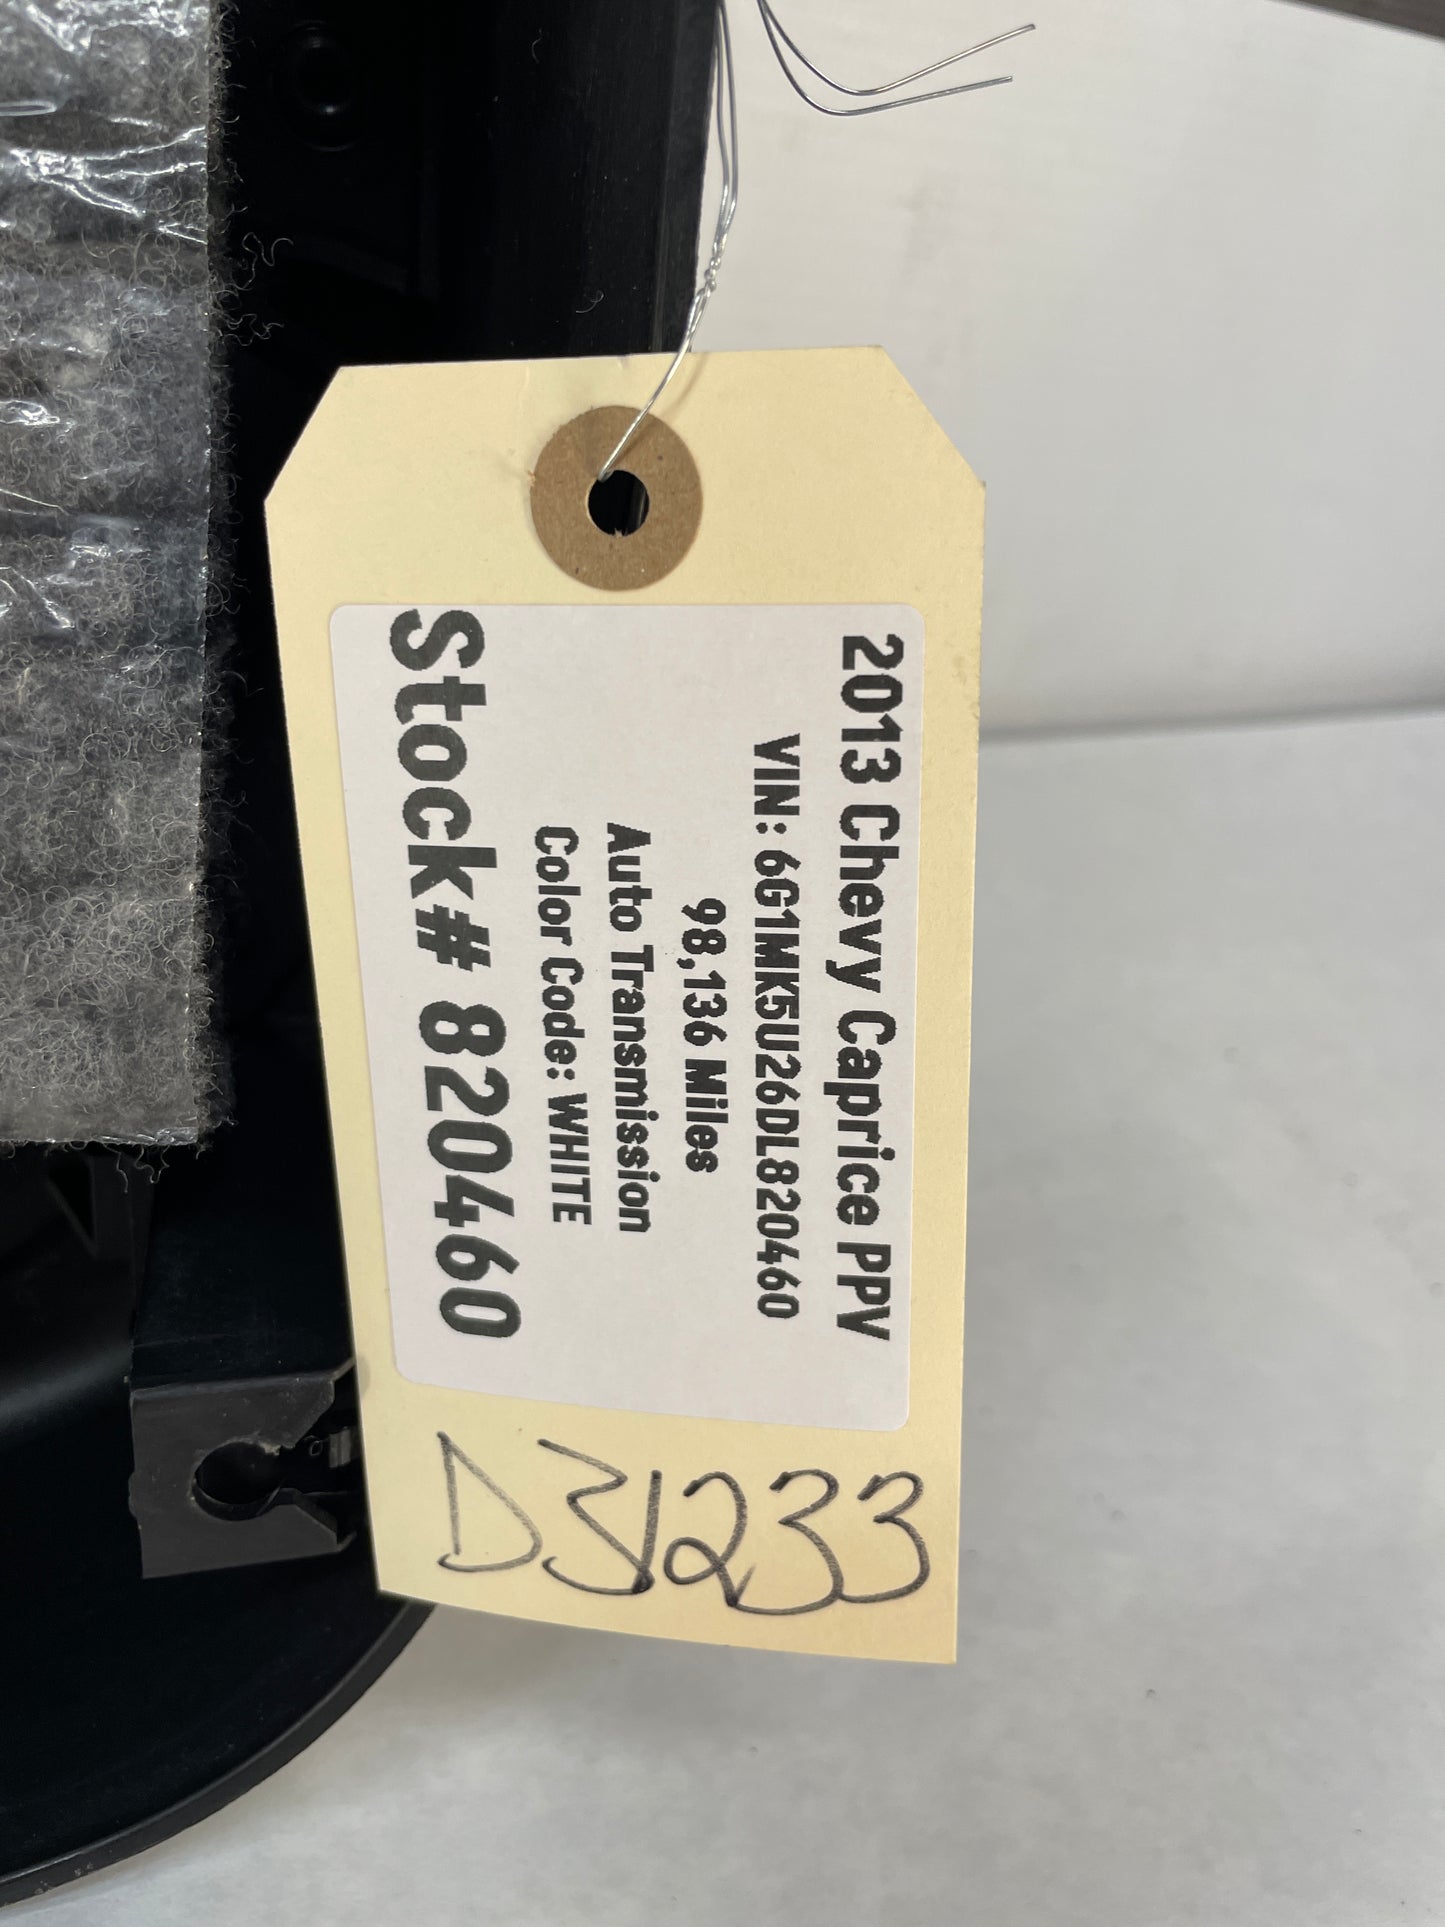 2013 Chevy Caprice PPV
VIN: 6G1MK5U26DL820460
98,136 Miles
Auto Transmission
Color Code: WHITE
Stock# 820460
D31233